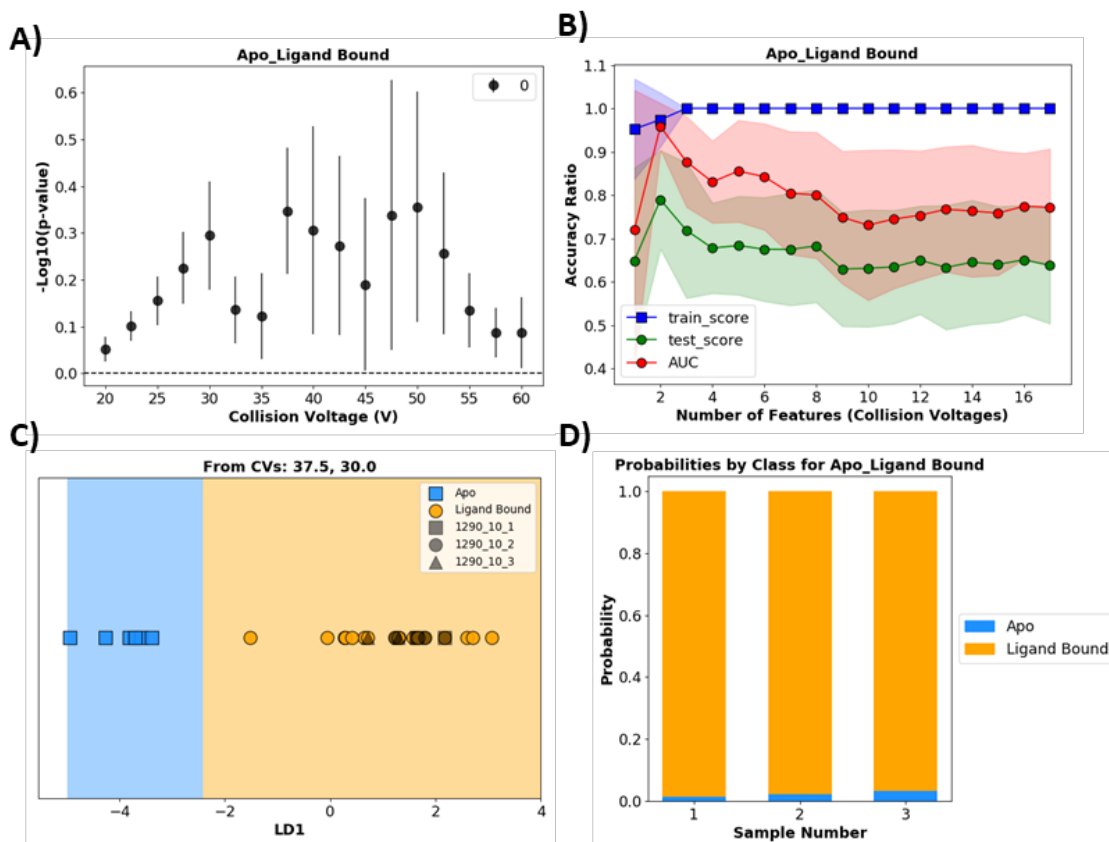 A)
Apo_Ligand Bound
0
0.6
0.5
0.4
0.3
0.2
0.1
0.0
-Log10(p-value)
20 25 30 35 40 45 50 55 60
Collision Voltage (V)
B)
Apo_Ligand Bound
1.1
1.0
0.9
0.8
0.7
0.6
0.5
0.4
Accuracy Ratio
train_score
test_score
AUC
2 4 6 8 10 12 14 16
Number of Features (Collision Voltages)
C)
From CVs: 37.5, 30.0
Apo
Ligand Bound
1290_10_1
1290_10_2
1290_10_3
−4 −2 0 2 4
LD1
D)
Probabilities by Class for Apo_Ligand Bound
1.0
0.8
0.6
0.4
0.2
0.0
Probability
Apo
Ligand Bound
1 2 3
Sample Number